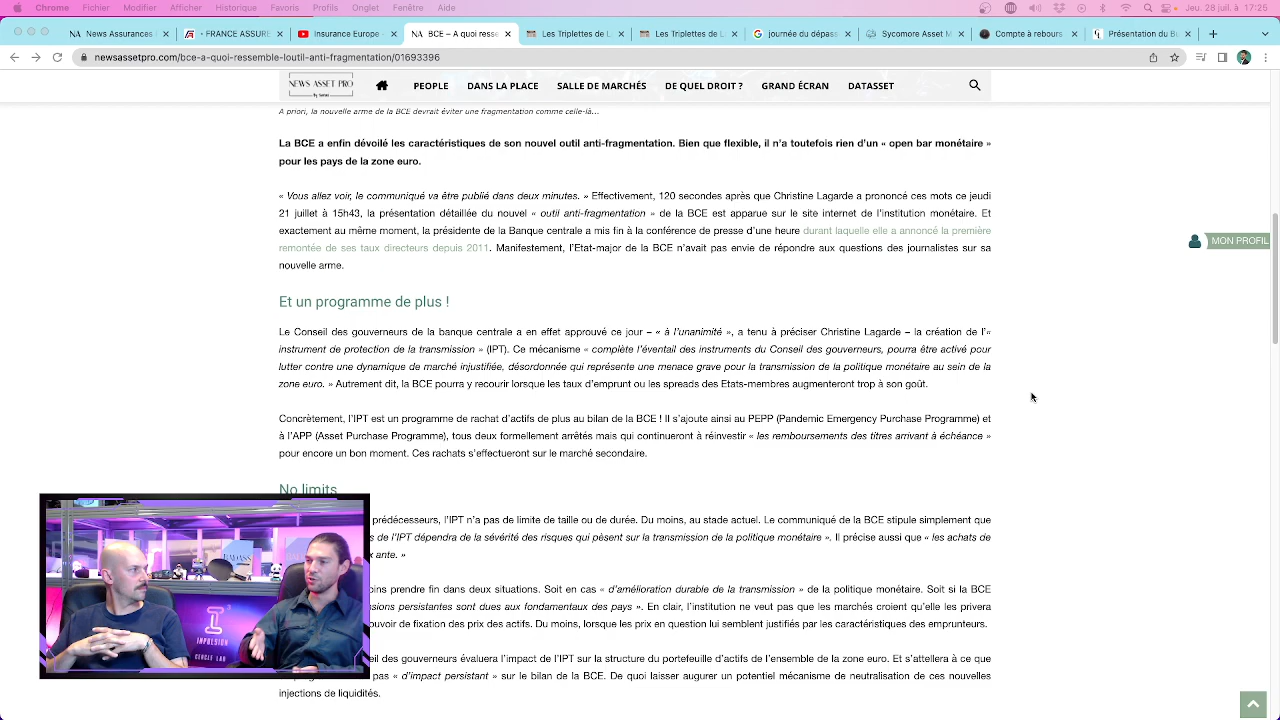 Chrome Fichier Modifier Afficher Historique Favoris Profils Onglet Fenêtre Aide Jeu. 28 juil. à 17:25
NA News Assurances FRANCE ASSURE Insurance Europe - NA BCE – A quoi resse Les Triplettes de L Les Triplettes de L journée du dépass Sycomore Asset M Compte à rebours Présentation du Bu
newsassetpro.com/bce-a-quoi-ressemble-loutil-anti-fragmentation/01693396
NEWS ASSET PRO PEOPLE DANS LA PLACE SALLE DE MARCHÉS DE QUEL DROIT ? GRAND ÉCRAN DATASSET
A priori, la nouvelle arme de la BCE devrait éviter une fragmentation comme celle-là…
La BCE a enfin dévoilé les caractéristiques de son nouvel outil anti-fragmentation. Bien que flexible, il n’a toutefois rien d’un « open bar monétaire »
pour les pays de la zone euro.
« Vous allez voir, le communiqué va être publié dans deux minutes. » Effectivement, 120 secondes après que Christine Lagarde a prononcé ces mots ce jeudi
21 juillet à 15h43, la présentation détaillée du nouvel « outil anti-fragmentation » de la BCE est apparue sur le site internet de l’institution monétaire. Et
exactement au même moment, la présidente de la Banque centrale a mis fin à la conférence de presse d’une heure durant laquelle elle a annoncé la première
remontée de ses taux directeurs depuis 2011. Manifestement, l’Etat-major de la BCE n’avait pas envie de répondre aux questions des journalistes sur sa
nouvelle arme.
MON PROFIL
Et un programme de plus !
Le Conseil des gouverneurs de la banque centrale a en effet approuvé ce jour – « à l’unanimité », a tenu à préciser Christine Lagarde – la création de l’«
instrument de protection de la transmission » (IPT). Ce mécanisme « complète l’éventail des instruments du Conseil des gouverneurs, pourra être activé pour
lutter contre une dynamique de marché injustifiée, désordonnée qui représente une menace grave pour la transmission de la politique monétaire au sein de la
zone euro. » Autrement dit, la BCE pourra y recourir lorsque les taux d’emprunt ou les spreads des Etats-membres augmenteront trop à son goût.
Concrètement, l’IPT est un programme de rachat d’actifs de plus au bilan de la BCE ! Il s’ajoute ainsi au PEPP (Pandemic Emergency Purchase Programme) et
à l’APP (Asset Purchase Programme), tous deux formellement arrêtés mais qui continueront à réinvestir « les remboursements des titres arrivant à échéance »
pour encore un bon moment. Ces rachats s’effectueront sur le marché secondaire.
No limits
prédécesseurs, l’IPT n’a pas de limite de taille ou de durée. Du moins, au stade actuel. Le communiqué de la BCE stipule simplement que
de l’IPT dépendra de la sévérité des risques qui pèsent sur la transmission de la politique monétaire ». Il précise aussi que « les achats de
ex ante. »
prendre fin dans deux situations. Soit en cas « d’amélioration durable de la transmission » de la politique monétaire. Soit si la BCE
persistantes sont dues aux fondamentaux des pays ». En clair, l’institution ne veut pas que les marchés croient qu’elle les privera
de fixation des prix des actifs. Du moins, lorsque les prix en question lui semblent justifiés par les caractéristiques des emprunteurs.
des gouverneurs évaluera l’impact de l’IPT sur la structure du portefeuille d’actifs de l’ensemble de la zone euro. Et s’attellera à ce que
pas « d’impact persistant » sur le bilan de la BCE. De quoi laisser augurer un potentiel mécanisme de neutralisation de ces nouvelles
injections de liquidités.
IMPULSION
CERCLE LAB